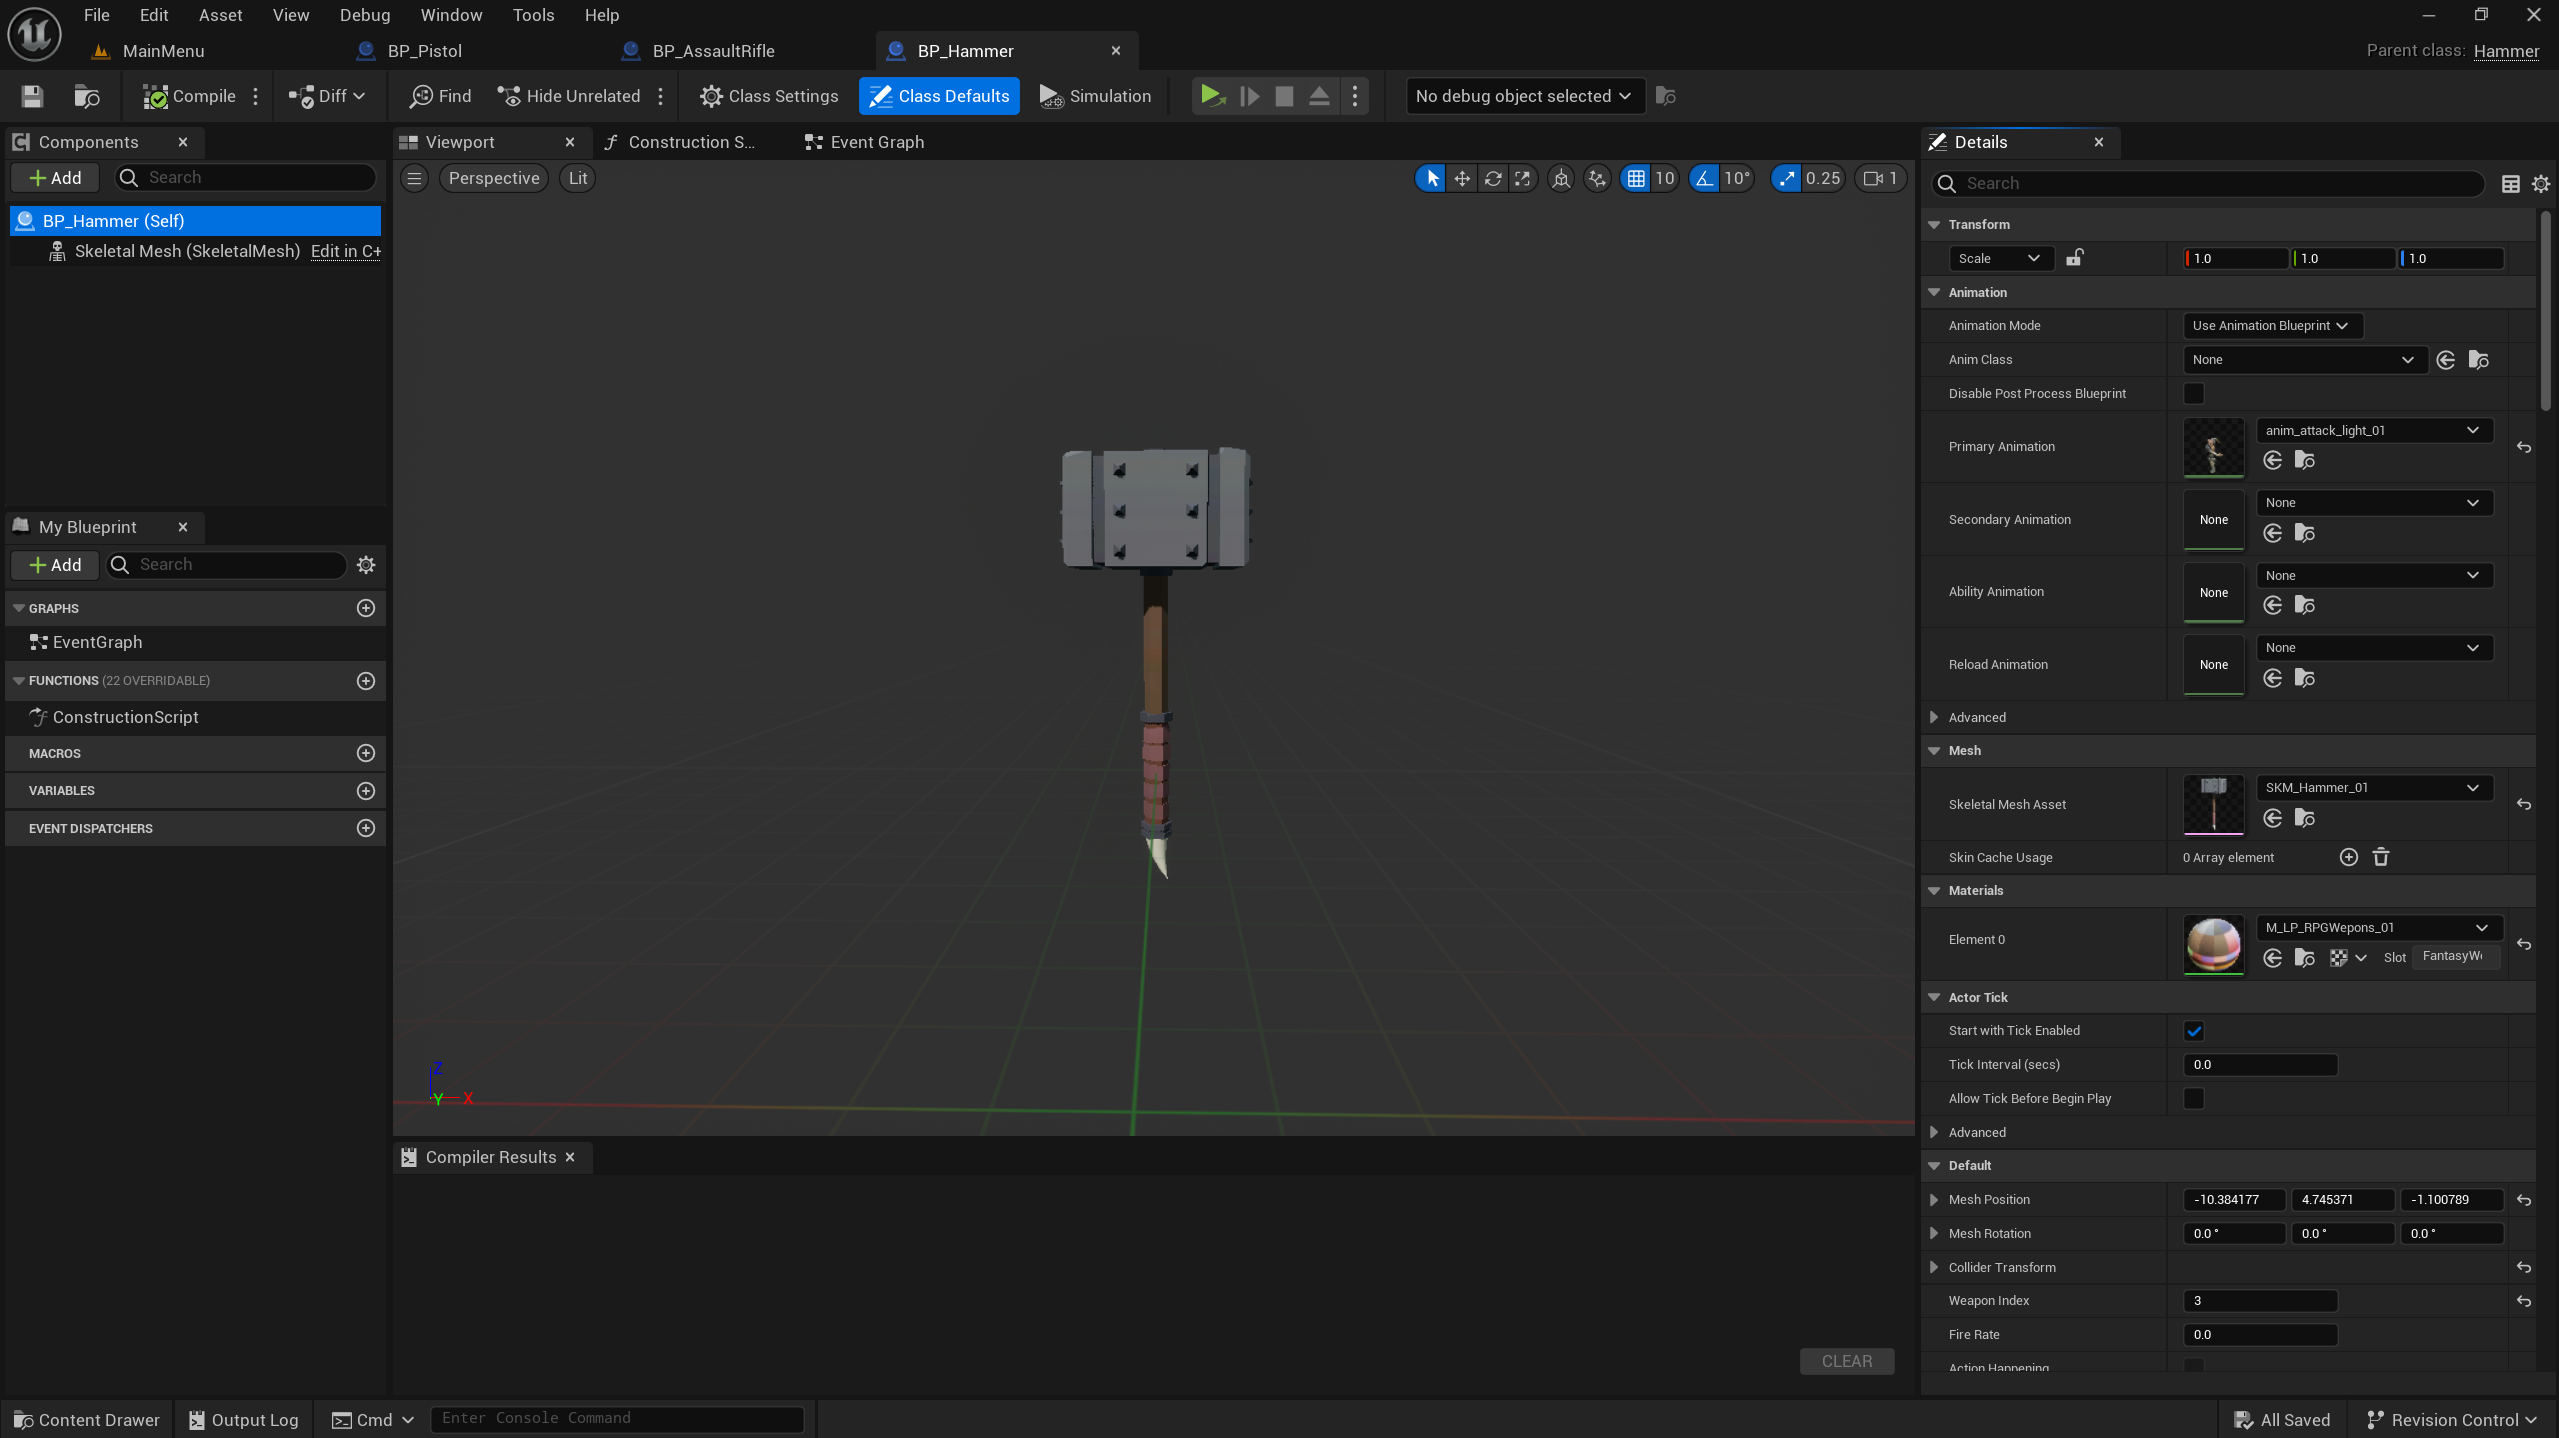 File Edit Asset View Debug Window Tools Help
MainMenu BP_Pistol BP_AssaultRifle BP_Hammer Parent class: Hammer
Compile Diff Find Hide Unrelated Class Settings Class Defaults Simulation No debug object selected
Components
Add Search
BP_Hammer (Self)
Skeletal Mesh (SkeletalMesh) Edit in C+
My Blueprint
Add Search
GRAPHS
EventGraph
FUNCTIONS (22 OVERRIDABLE)
ConstructionScript
MACROS
VARIABLES
EVENT DISPATCHERS
Viewport Construction S... Event Graph
Perspective Lit 10 10° 0.25 1
Z
Y X
Compiler Results
CLEAR
Details
Search
Transform
Scale 1.0 1.0 1.0
Animation
Animation Mode Use Animation Blueprint
Anim Class None
Disable Post Process Blueprint
Primary Animation anim_attack_light_01
Secondary Animation None None
Ability Animation None None
Reload Animation None None
Advanced
Mesh
Skeletal Mesh Asset SKM_Hammer_01
Skin Cache Usage 0 Array element
Materials
Element 0 M_LP_RPGWepons_01
Slot FantasyW
Actor Tick
Start with Tick Enabled
Tick Interval (secs) 0.0
Allow Tick Before Begin Play
Advanced
Default
Mesh Position -10.384177 4.745371 -1.100789
Mesh Rotation 0.0 ° 0.0 ° 0.0 °
Collider Transform
Weapon Index 3
Fire Rate 0.0
Action Happening
Content Drawer Output Log Cmd Enter Console Command All Saved Revision Control